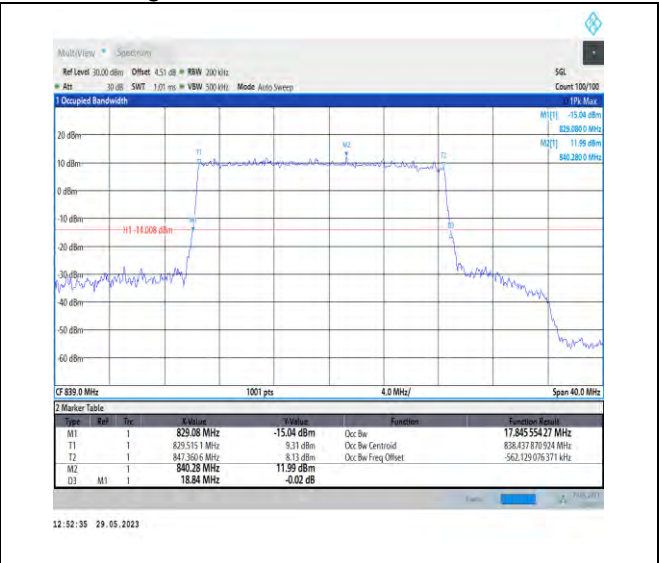 MultiView Spectrum
Ref Level 30.00 dBm Offset 4.51 dB RBW 200 kHz SGL
Att 30 dB SWT 1.01 ms VBW 500 kHz Mode Auto Sweep Count 100/100
1 Occupied Bandwidth 1Pk Max
M1[1] -15.04 dBm
829.080 0 MHz
M2[1] 11.99 dBm
840.280 0 MHz
20 dBm
M2
T1
T2
10 dBm
0 dBm
-10 dBm
M1
D3
H1 -14.008 dBm
-20 dBm
-30 dBm
-40 dBm
-50 dBm
-60 dBm
CF 839.0 MHz 1001 pts 4.0 MHz/ Span 40.0 MHz
2 Marker Table
Type Ref Trc X-Value Y-Value Function Function Result
M1 1 829.08 MHz -15.04 dBm Occ Bw 17.845 554 27 MHz
T1 1 829.515 1 MHz 9.31 dBm Occ Bw Centroid 838.437 870 924 MHz
T2 1 847.360 6 MHz 8.13 dBm Occ Bw Freq Offset -562.129 076 371 kHz
M2 1 840.28 MHz 11.99 dBm
D3 M1 1 18.84 MHz -0.02 dB
12:52:35 29.05.2023